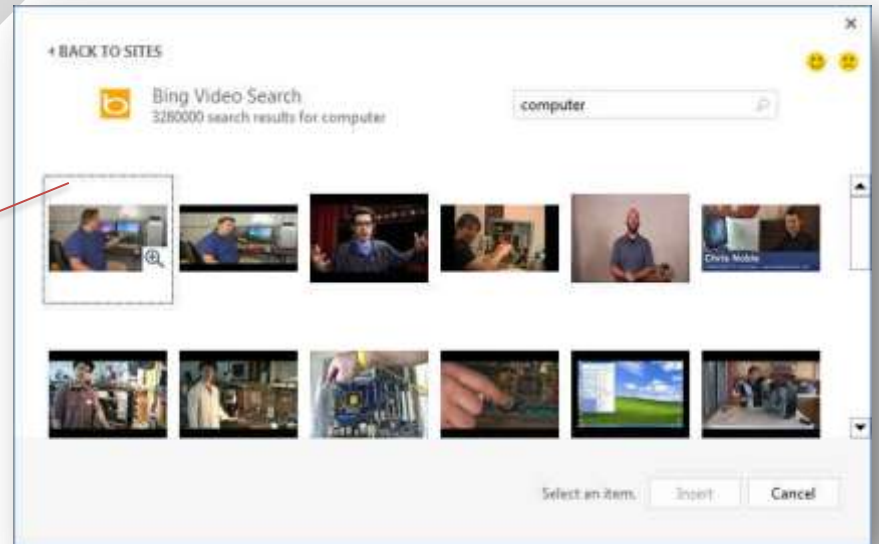 BACK TO SITES
Bing Video Search
3280000 search results for computer
computer
Chris Noble
Select an item.
Insert
Cancel